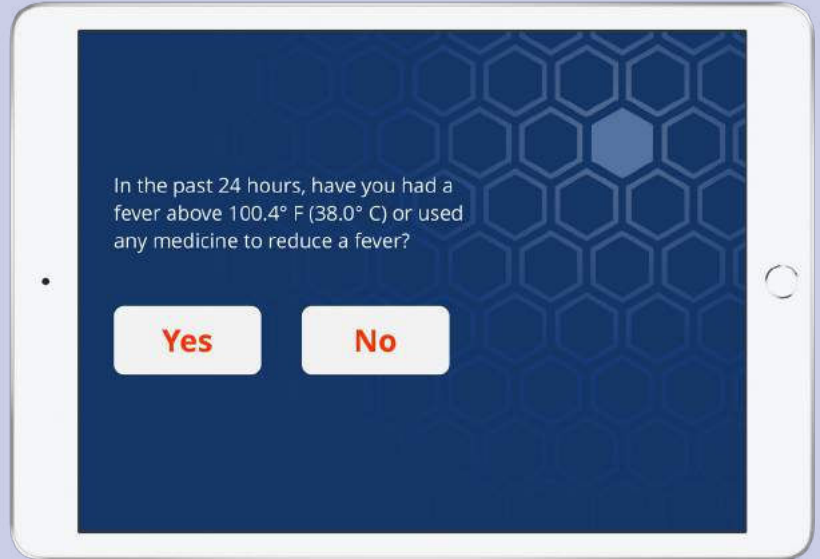 In the past 24 hours, have you had a
fever above 100.4° F (38.0° C) or used
any medicine to reduce a fever?
Yes No